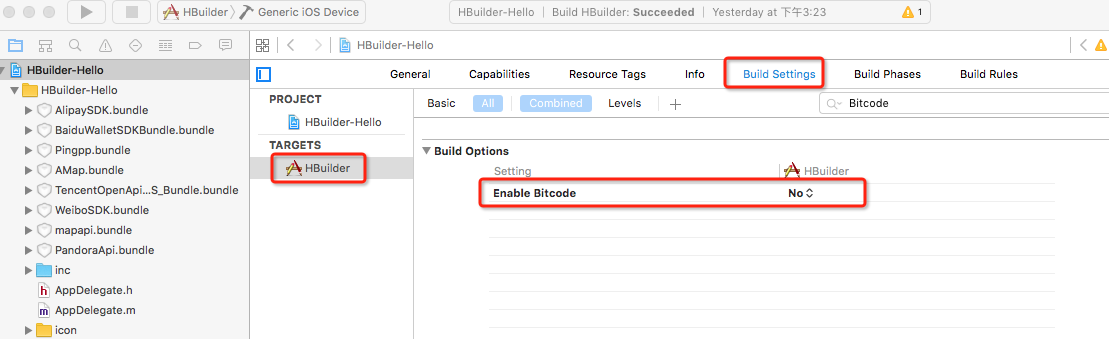 HBuilder Generic iOS Device
HBuilder-Hello | Build HBuilder: Succeeded | Yesterday at 下午3:23
1
HBuilder-Hello
HBuilder-Hello
AlipaySDK.bundle
BaiduWalletSDKBundle.bundle
Pingpp.bundle
AMap.bundle
TencentOpenApi...S_Bundle.bundle
WeiboSDK.bundle
mapapi.bundle
PandoraApi.bundle
inc
h AppDelegate.h
m AppDelegate.m
icon
HBuilder-Hello
General Capabilities Resource Tags Info Build Settings Build Phases Build Rules
PROJECT
HBuilder-Hello
TARGETS
HBuilder
Basic All Combined Levels + Bitcode
Build Options
Setting HBuilder
Enable Bitcode No